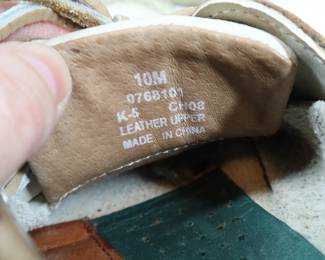 10M
0768101
K-5 CH08
LEATHER UPPER
MADE IN CHINA